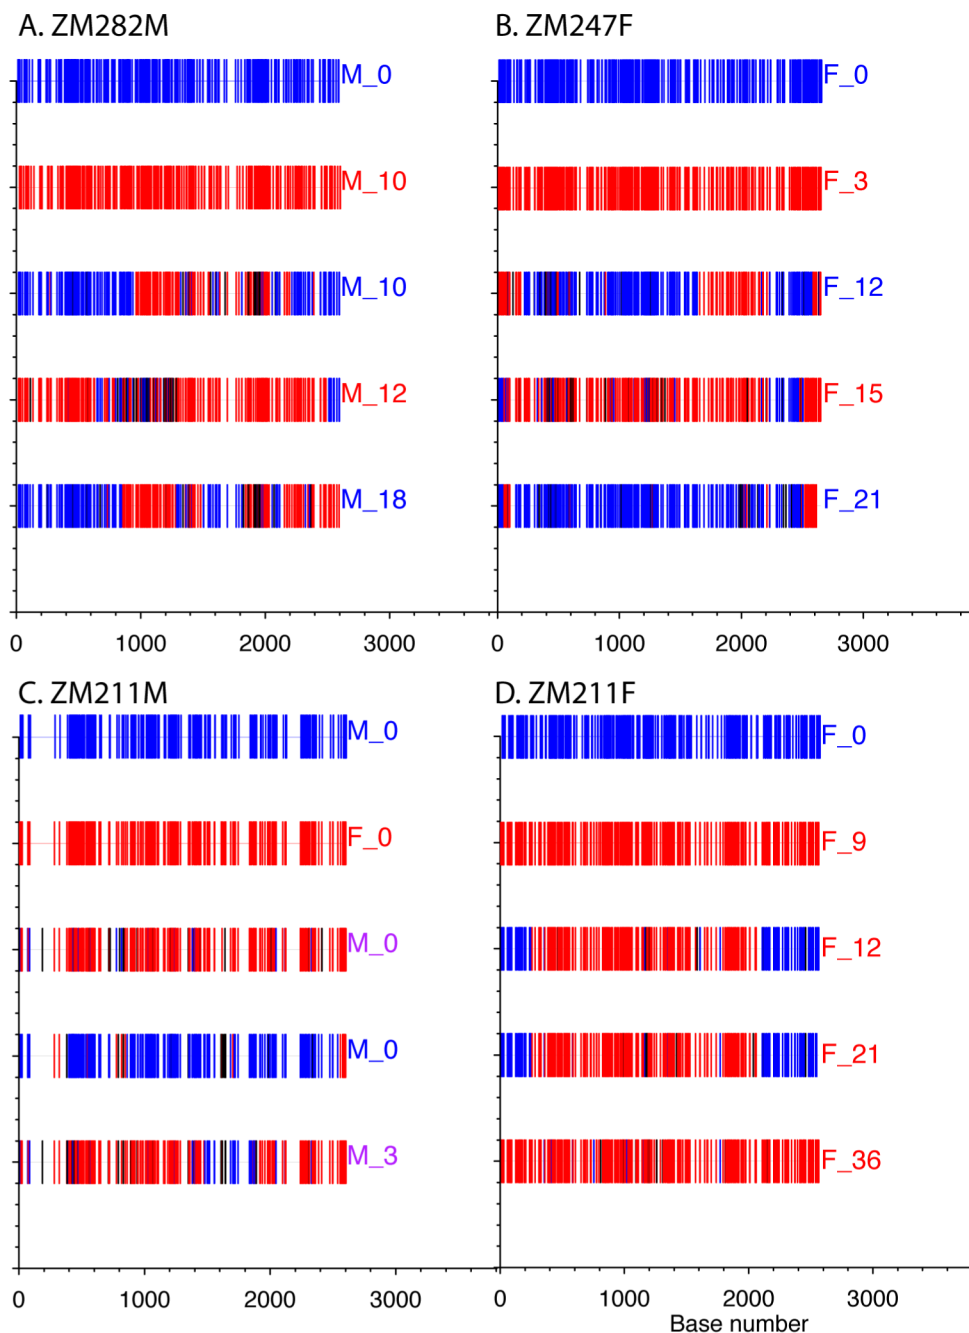 A. ZM282M
M_0
M_10
M_10
M_12
M_18
0 1000 2000 3000
B. ZM247F
F_0
F_3
F_12
F_15
F_21
0 1000 2000 3000
C. ZM211M
M_0
F_0
M_0
M_0
M_3
0 1000 2000 3000
D. ZM211F
F_0
F_9
F_12
F_21
F_36
0 1000 2000 3000
Base number